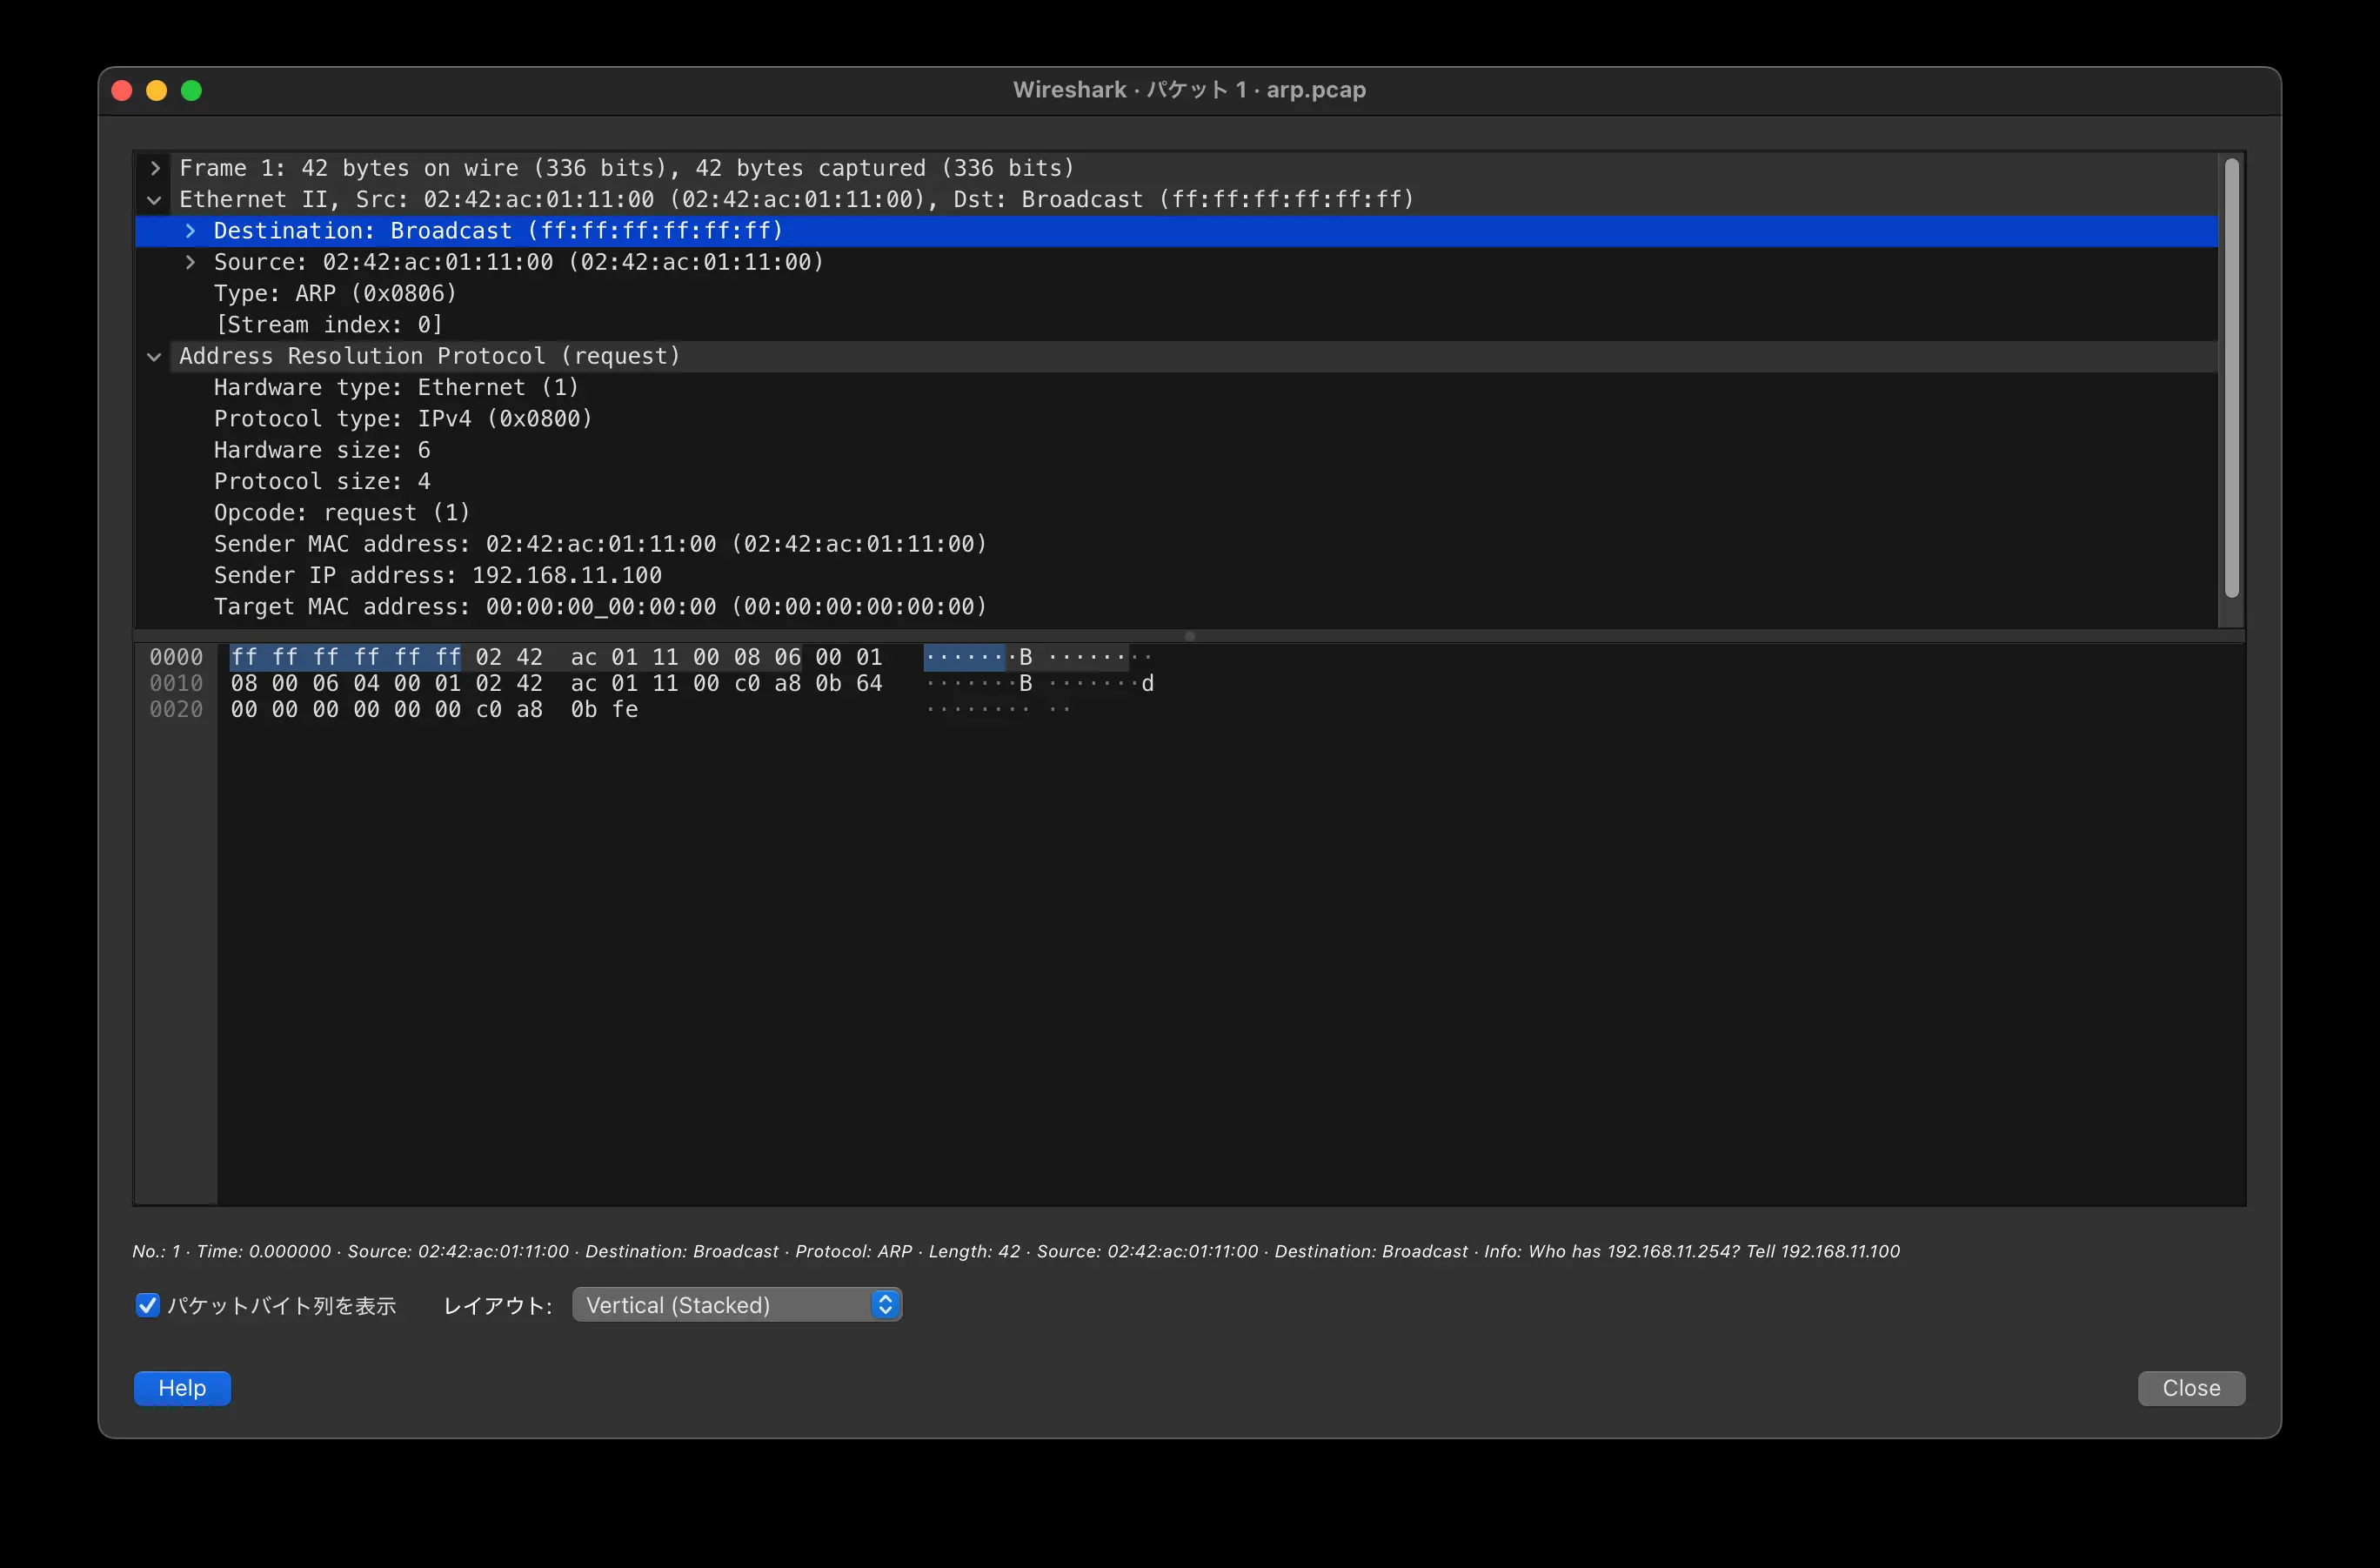 Wireshark · パケット 1 · arp.pcap
Frame 1: 42 bytes on wire (336 bits), 42 bytes captured (336 bits)
Ethernet II, Src: 02:42:ac:01:11:00 (02:42:ac:01:11:00), Dst: Broadcast (ff:ff:ff:ff:ff:ff)
Destination: Broadcast (ff:ff:ff:ff:ff:ff)
Source: 02:42:ac:01:11:00 (02:42:ac:01:11:00)
Type: ARP (0x0806)
[Stream index: 0]
Address Resolution Protocol (request)
Hardware type: Ethernet (1)
Protocol type: IPv4 (0x0800)
Hardware size: 6
Protocol size: 4
Opcode: request (1)
Sender MAC address: 02:42:ac:01:11:00 (02:42:ac:01:11:00)
Sender IP address: 192.168.11.100
Target MAC address: 00:00:00_00:00:00 (00:00:00:00:00:00)
0000 ff ff ff ff ff ff 02 42 ac 01 11 00 08 06 00 01 ·······B ········
0010 08 00 06 04 00 01 02 42 ac 01 11 00 c0 a8 0b 64 ·······B ·······d
0020 00 00 00 00 00 00 c0 a8 0b fe ········ ··
No.: 1 · Time: 0.000000 · Source: 02:42:ac:01:11:00 · Destination: Broadcast · Protocol: ARP · Length: 42 · Source: 02:42:ac:01:11:00 · Destination: Broadcast · Info: Who has 192.168.11.254? Tell 192.168.11.100
パケットバイト列を表示 レイアウト: Vertical (Stacked)
Help Close